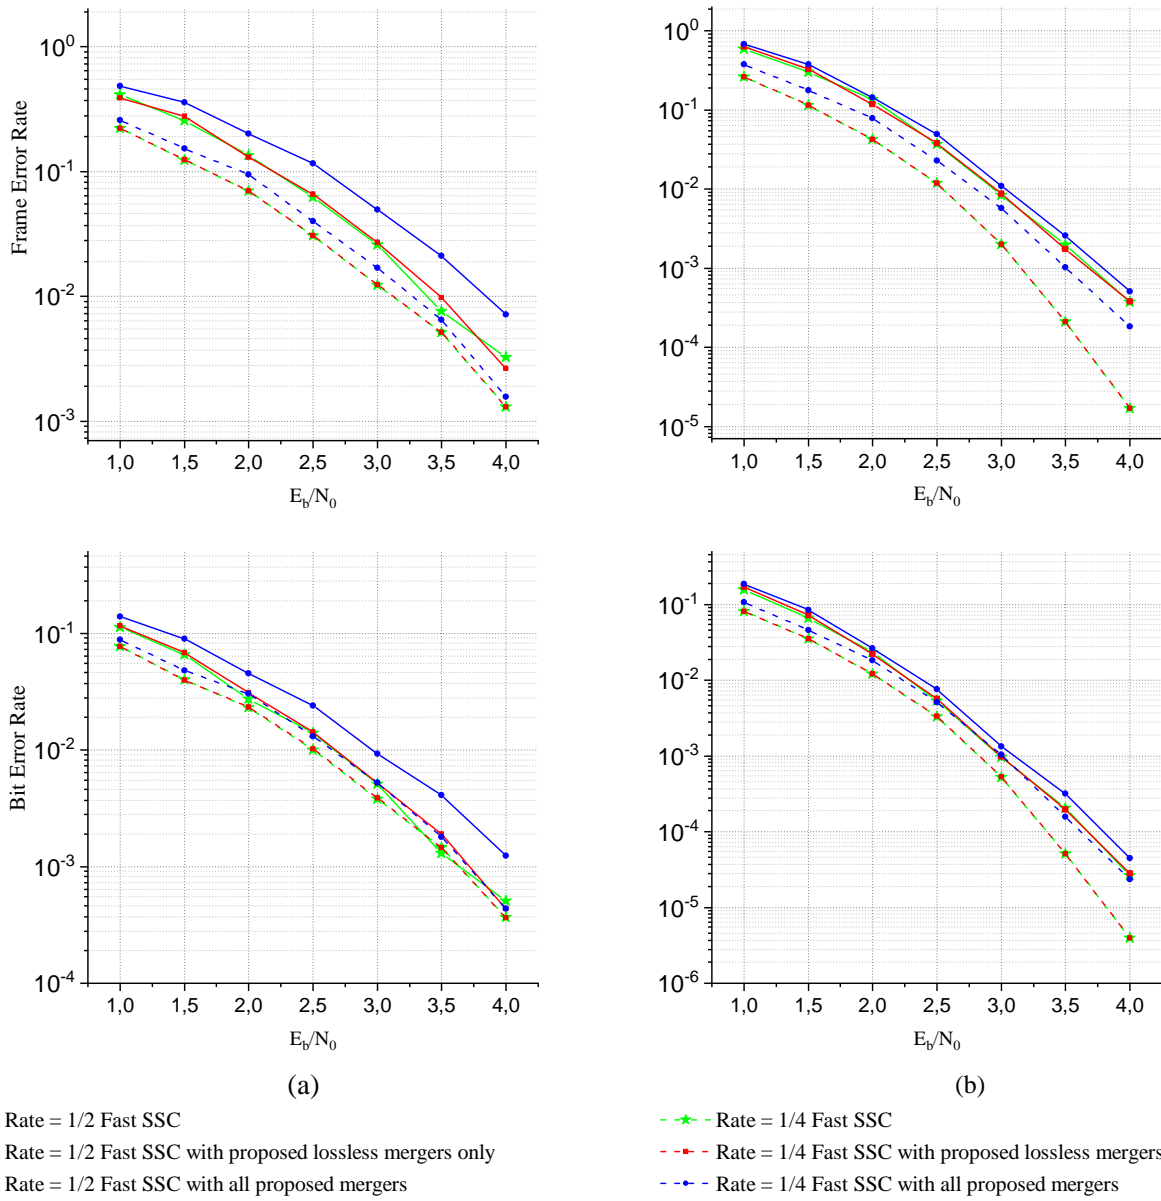 10^0
10^-1
10^-2
10^-3
Frame Error Rate
1,0 1,5 2,0 2,5 3,0 3,5 4,0
E_b/N_0
10^0
10^-1
10^-2
10^-3
10^-4
10^-5
1,0 1,5 2,0 2,5 3,0 3,5 4,0
E_b/N_0
10^-1
10^-2
10^-3
10^-4
Bit Error Rate
1,0 1,5 2,0 2,5 3,0 3,5 4,0
E_b/N_0
10^-1
10^-2
10^-3
10^-4
10^-5
10^-6
1,0 1,5 2,0 2,5 3,0 3,5 4,0
E_b/N_0
(a)
(b)
Rate = 1/2 Fast SSC
Rate = 1/2 Fast SSC with proposed lossless mergers only
Rate = 1/2 Fast SSC with all proposed mergers
Rate = 1/4 Fast SSC
Rate = 1/4 Fast SSC with proposed lossless mergers
Rate = 1/4 Fast SSC with all proposed mergers